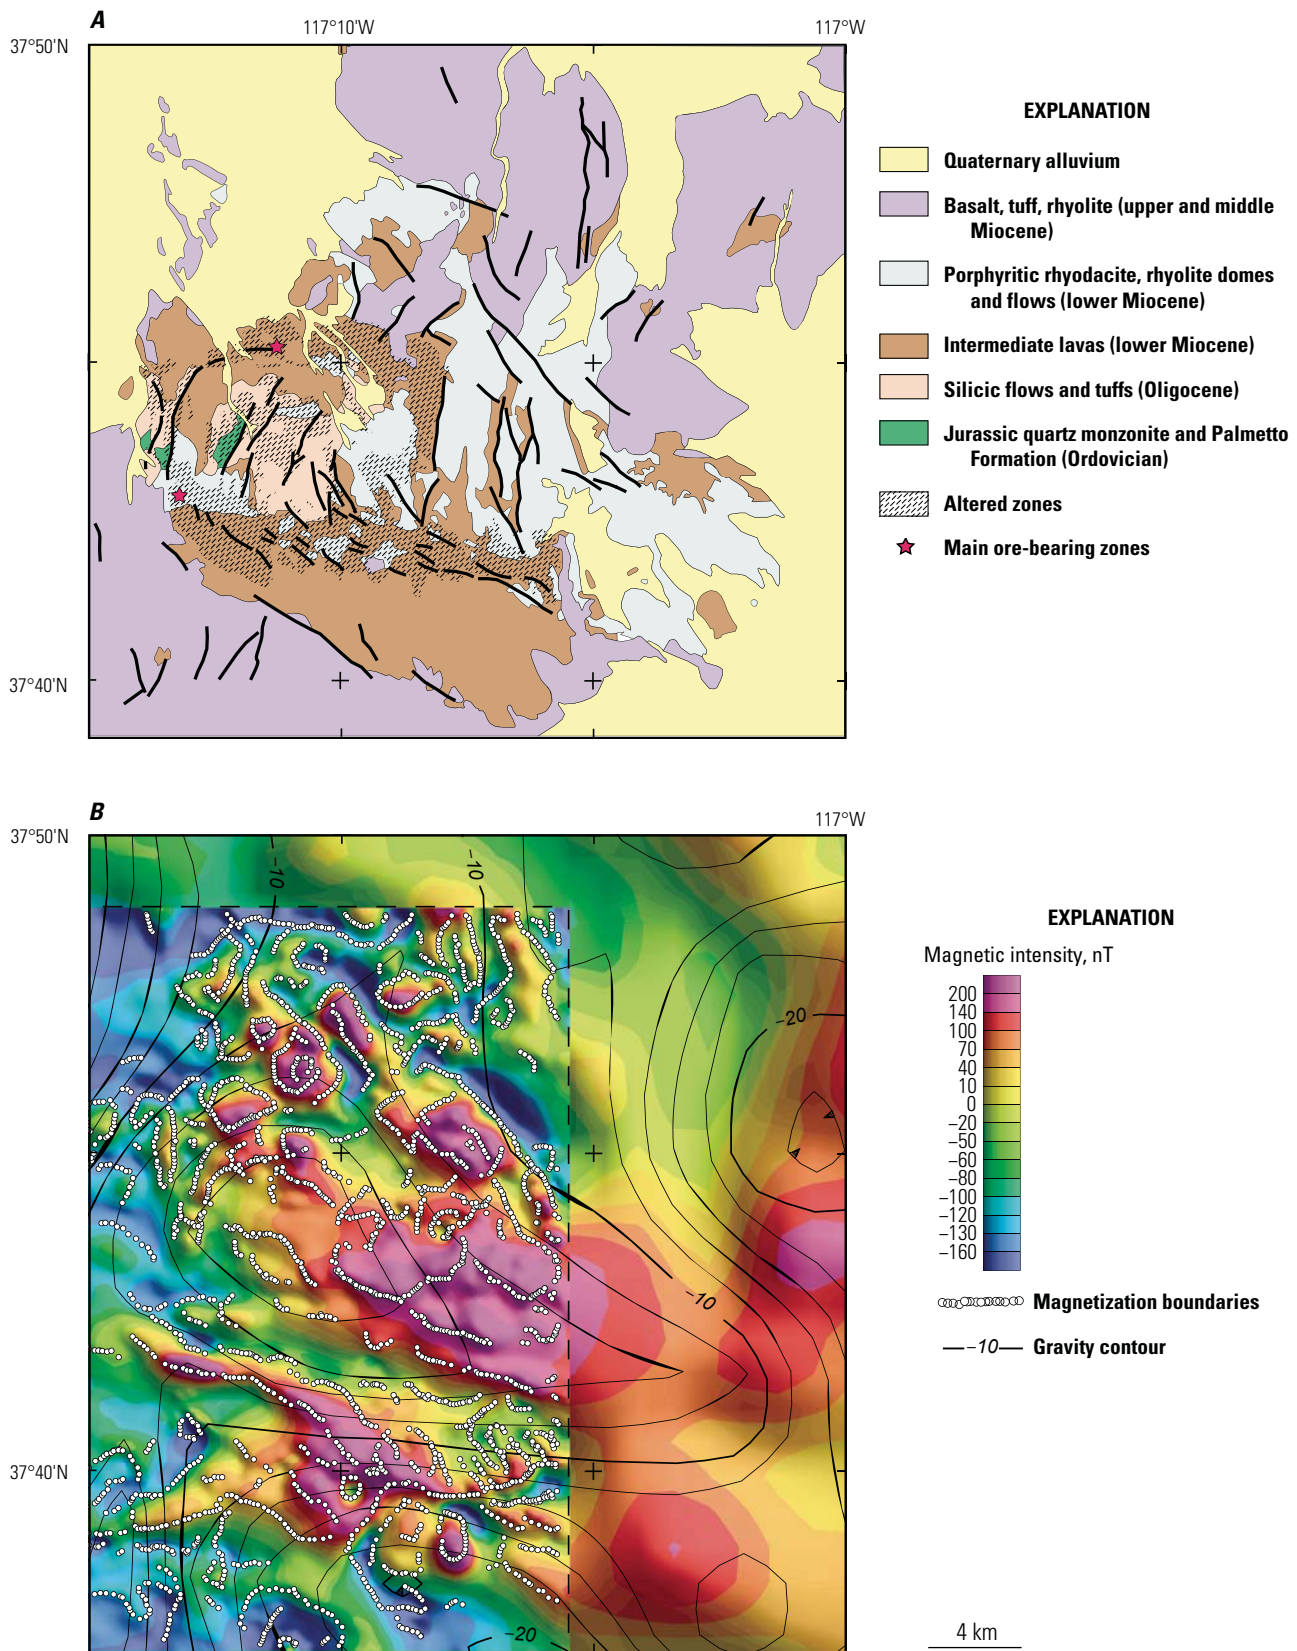 A
117°10'W
117°W
37°50'N
37°40'N
EXPLANATION
Quaternary alluvium
Basalt, tuff, rhyolite (upper and middle
Miocene)
Porphyritic rhyodacite, rhyolite domes
and flows (lower Miocene)
Intermediate lavas (lower Miocene)
Silicic flows and tuffs (Oligocene)
Jurassic quartz monzonite and Palmetto
Formation (Ordovician)
Altered zones
Main ore-bearing zones
B
117°W
37°50'N
37°40'N
-10
-10
-20
-10
-20
EXPLANATION
Magnetic intensity, nT
200
140
100
70
40
10
0
−20
−50
−60
−80
−100
−120
−130
−160
Magnetization boundaries
-10 Gravity contour
4 km